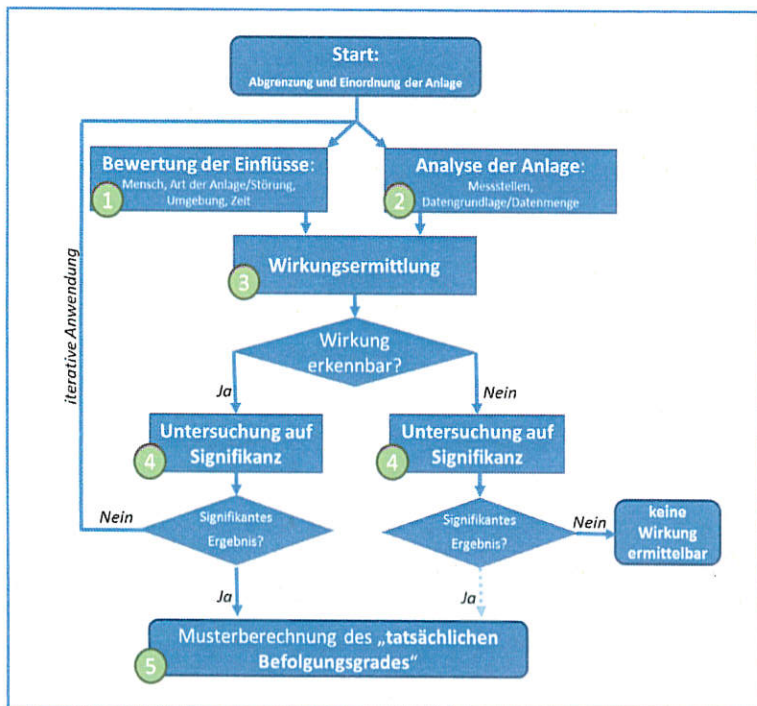 Start:
Abgrenzung und Einordnung der Anlage
Bewertung der Einflüsse:
Mensch, Art der Anlage/Störung,
Umgebung, Zeit
1
Analyse der Anlage:
Messstellen,
Datengrundlage/Datenmenge
2
Wirkungsermittlung
3
iterative Anwendung
Wirkung
erkennbar?
Ja
Nein
Untersuchung auf
Signifikanz
4
Untersuchung auf
Signifikanz
4
Nein
Signifikantes
Ergebnis?
Signifikantes
Ergebnis?
Nein
keine
Wirkung
ermittelbar
Ja
Ja
Musterberechnung des „tatsächlichen
Befolgungsgrades“
5